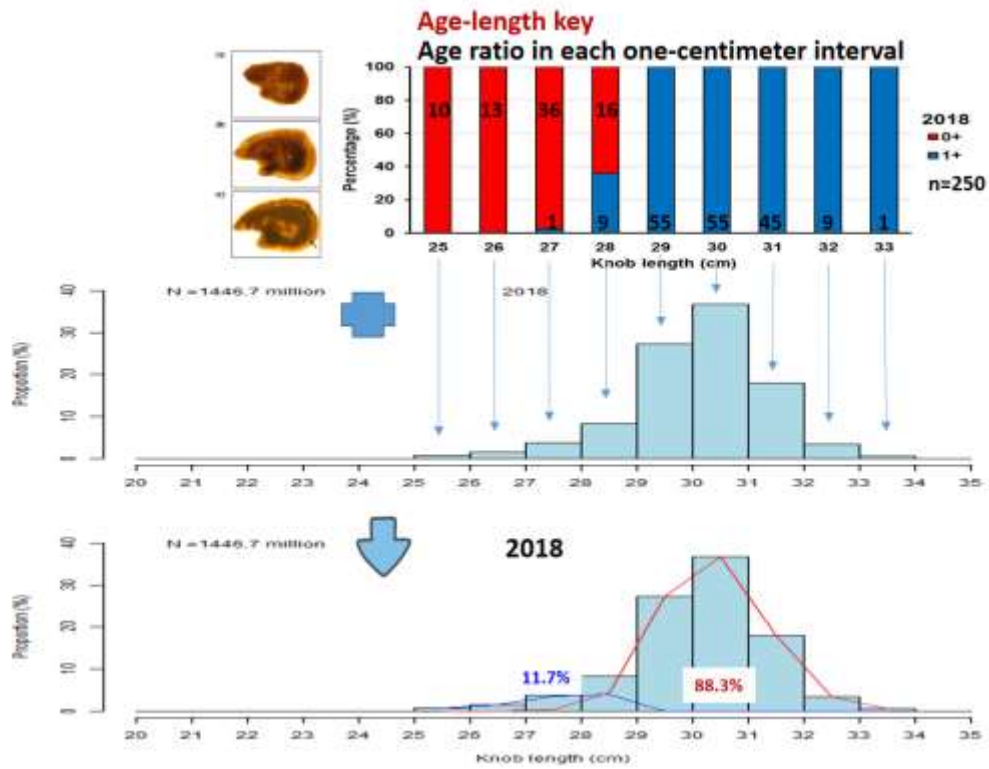 Age-length key
Age ratio in each one-centimeter interval
Percentage (%)
100
80
60
40
20
0
10 13 36 16
1 9 55 55 45 9 1
25 26 27 28 29 30 31 32 33
Knob length (cm)
2018
0+
1+
n=250
N =1446.7 million
2018
Proportion (%)
40
30
20
10
0
20 21 22 23 24 25 26 27 28 29 30 31 32 33 34 35
N =1446.7 million
2018
Proportion (%)
40
30
20
10
0
11.7%
88.3%
20 21 22 23 24 25 26 27 28 29 30 31 32 33 34 35
Knob length (cm)